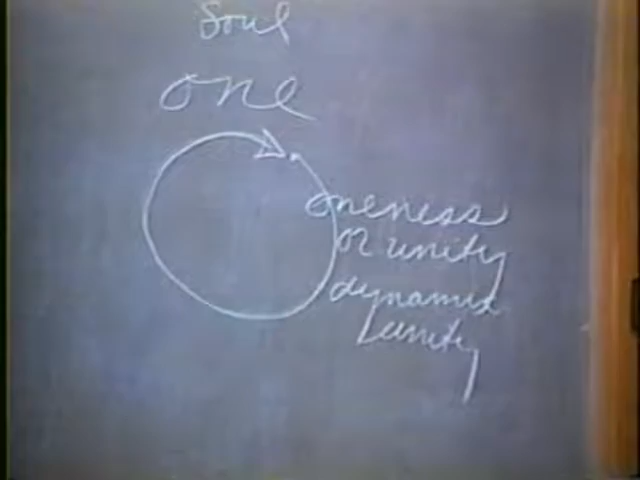 Soul
one
oneness
or unity
dynamic
unity